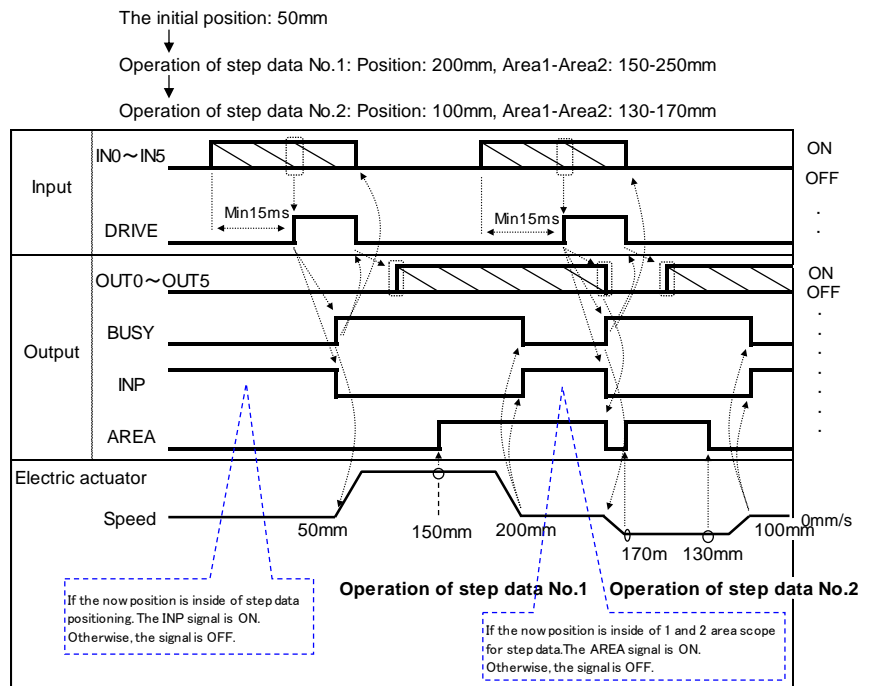 The initial position: 50mm
Operation of step data No.1: Position: 200mm, Area1-Area2: 150-250mm
Operation of step data No.2: Position: 100mm, Area1-Area2: 130-170mm
Input
IN0～IN5
ON
OFF
Min15ms
Min15ms
DRIVE
Output
OUT0～OUT5
ON
OFF
BUSY
INP
AREA
Electric actuator
Speed
50mm
150mm
200mm
170m
130mm
100mm
0mm/s
Operation of step data No.1
Operation of step data No.2
If the now position is inside of step data
positioning. The INP signal is ON.
Otherwise, the signal is OFF.
If the now position is inside of 1 and 2 area scope
for step data.The AREA signal is ON.
Otherwise, the signal is OFF.